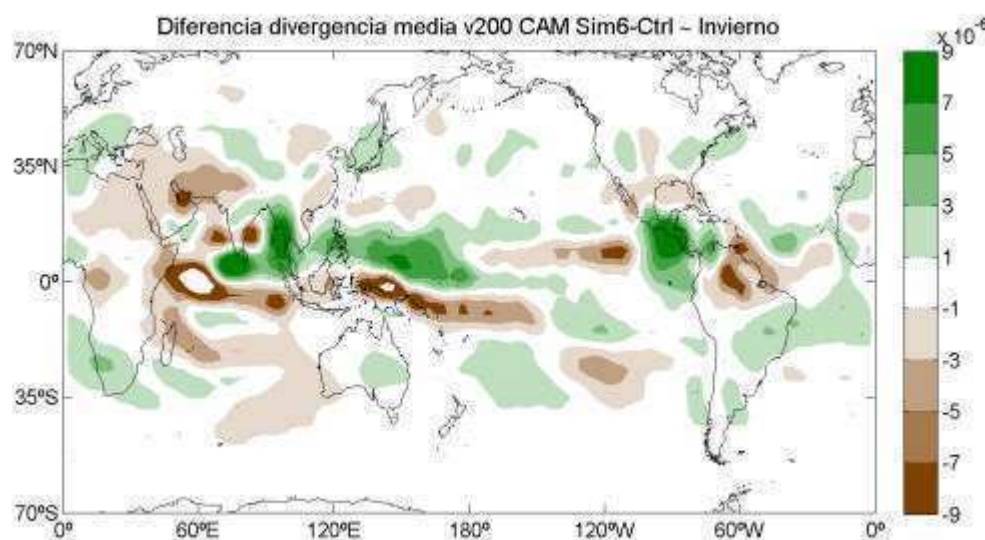 Diferencia divergencia media v200 CAM Sim6-Ctrl ~ Invierno
x 10^-6
70ºN
35ºN
0º
35ºS
70ºS
0º
60ºE
120ºE
180º
120ºW
60ºW
0º
9
7
5
3
1
-1
-3
-5
-7
-9